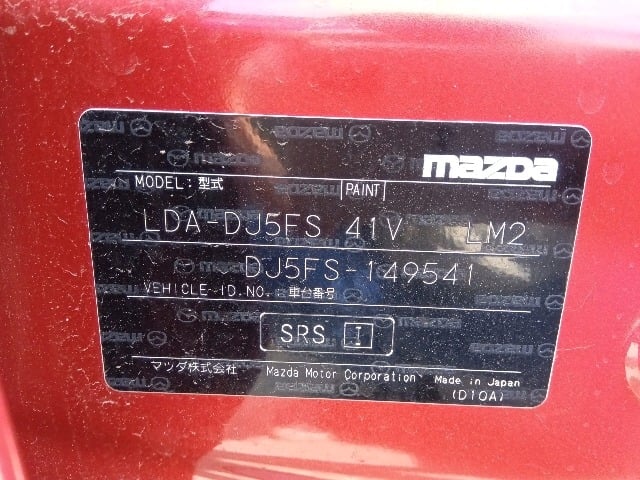 mazda
MODEL:型式 PAINT
LDA-DJ5FS 41V LM2
DJ5FS-149541
VEHICLE-ID.NO.:車台番号
SRS I
マツダ株式会社 Mazda Motor Corporation Made in Japan
(D10A)